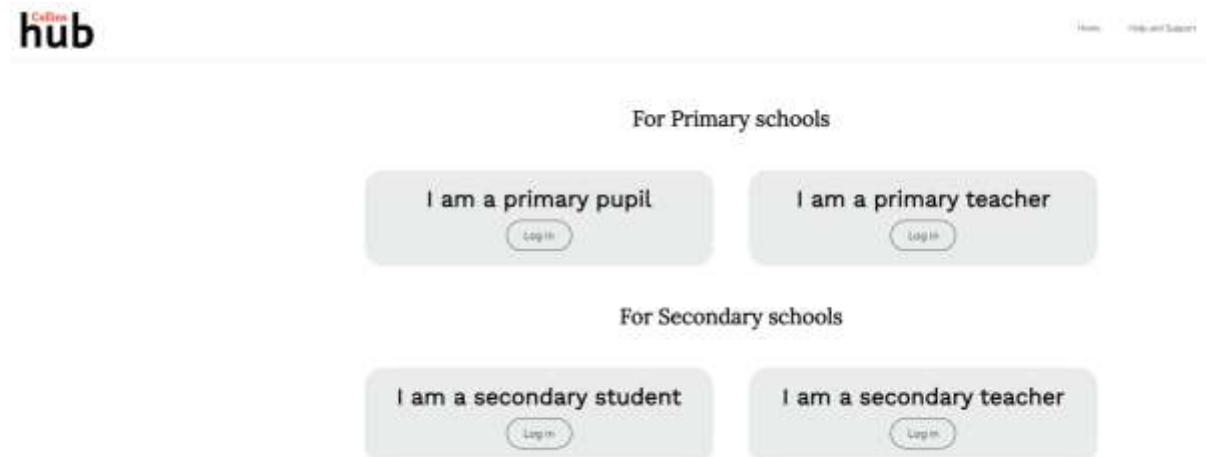 Collins
hub
Home Help and Support
For Primary schools
I am a primary pupil I am a primary teacher
Log in Log in
For Secondary schools
I am a secondary student I am a secondary teacher
Log in Log in